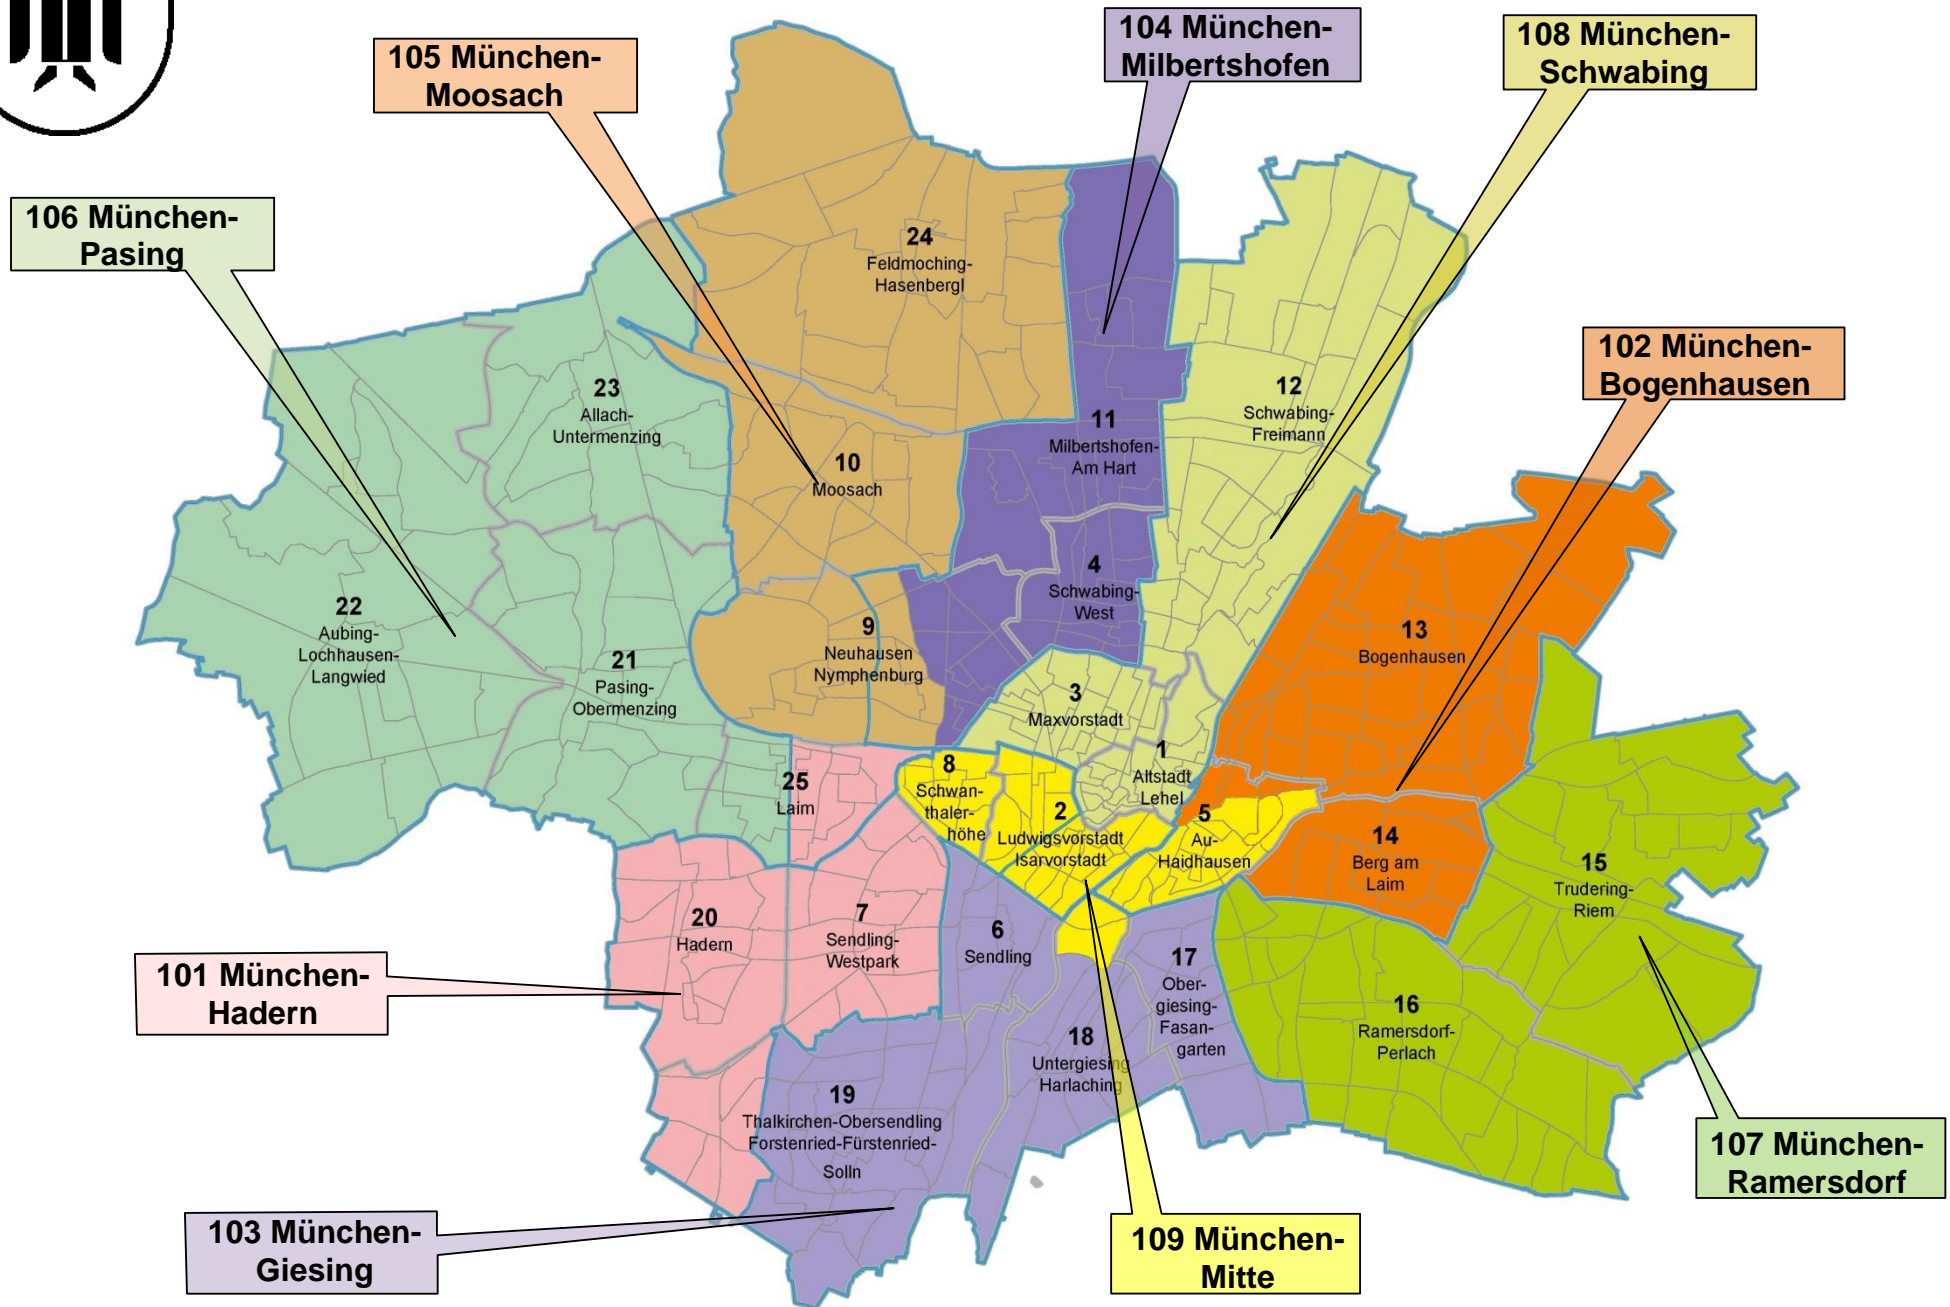 105 München-
Moosach
104 München-
Milbertshofen
108 München-
Schwabing
106 München-
Pasing
102 München-
Bogenhausen
24
Feldmoching-
Hasenbergl
23
Allach-
Untermenzing
12
Schwabing-
Freimann
11
Milbertshofen-
Am Hart
10
Moosach
4
Schwabing-
West
22
Aubing-
Lochhausen-
Langwied
21
Pasing-
Obermenzing
9
Neuhausen
Nymphenburg
13
Bogenhausen
3
Maxvorstadt
1
Altstadt
Lehel
25
Laim
8
Schwan-
thaler-
höhe
2
Ludwigsvorstadt
Isarvorstadt
5
Au-
Haidhausen
14
Berg am
Laim
15
Trudering-
Riem
20
Hadern
7
Sendling-
Westpark
6
Sendling
17
Ober-
giesing-
Fasan-
garten
16
Ramersdorf-
Perlach
18
Untergiesing
Harlaching
19
Thalkirchen-Obersendling
Forstenried-Fürstenried-
Solln
101 München-
Hadern
107 München-
Ramersdorf
103 München-
Giesing
109 München-
Mitte